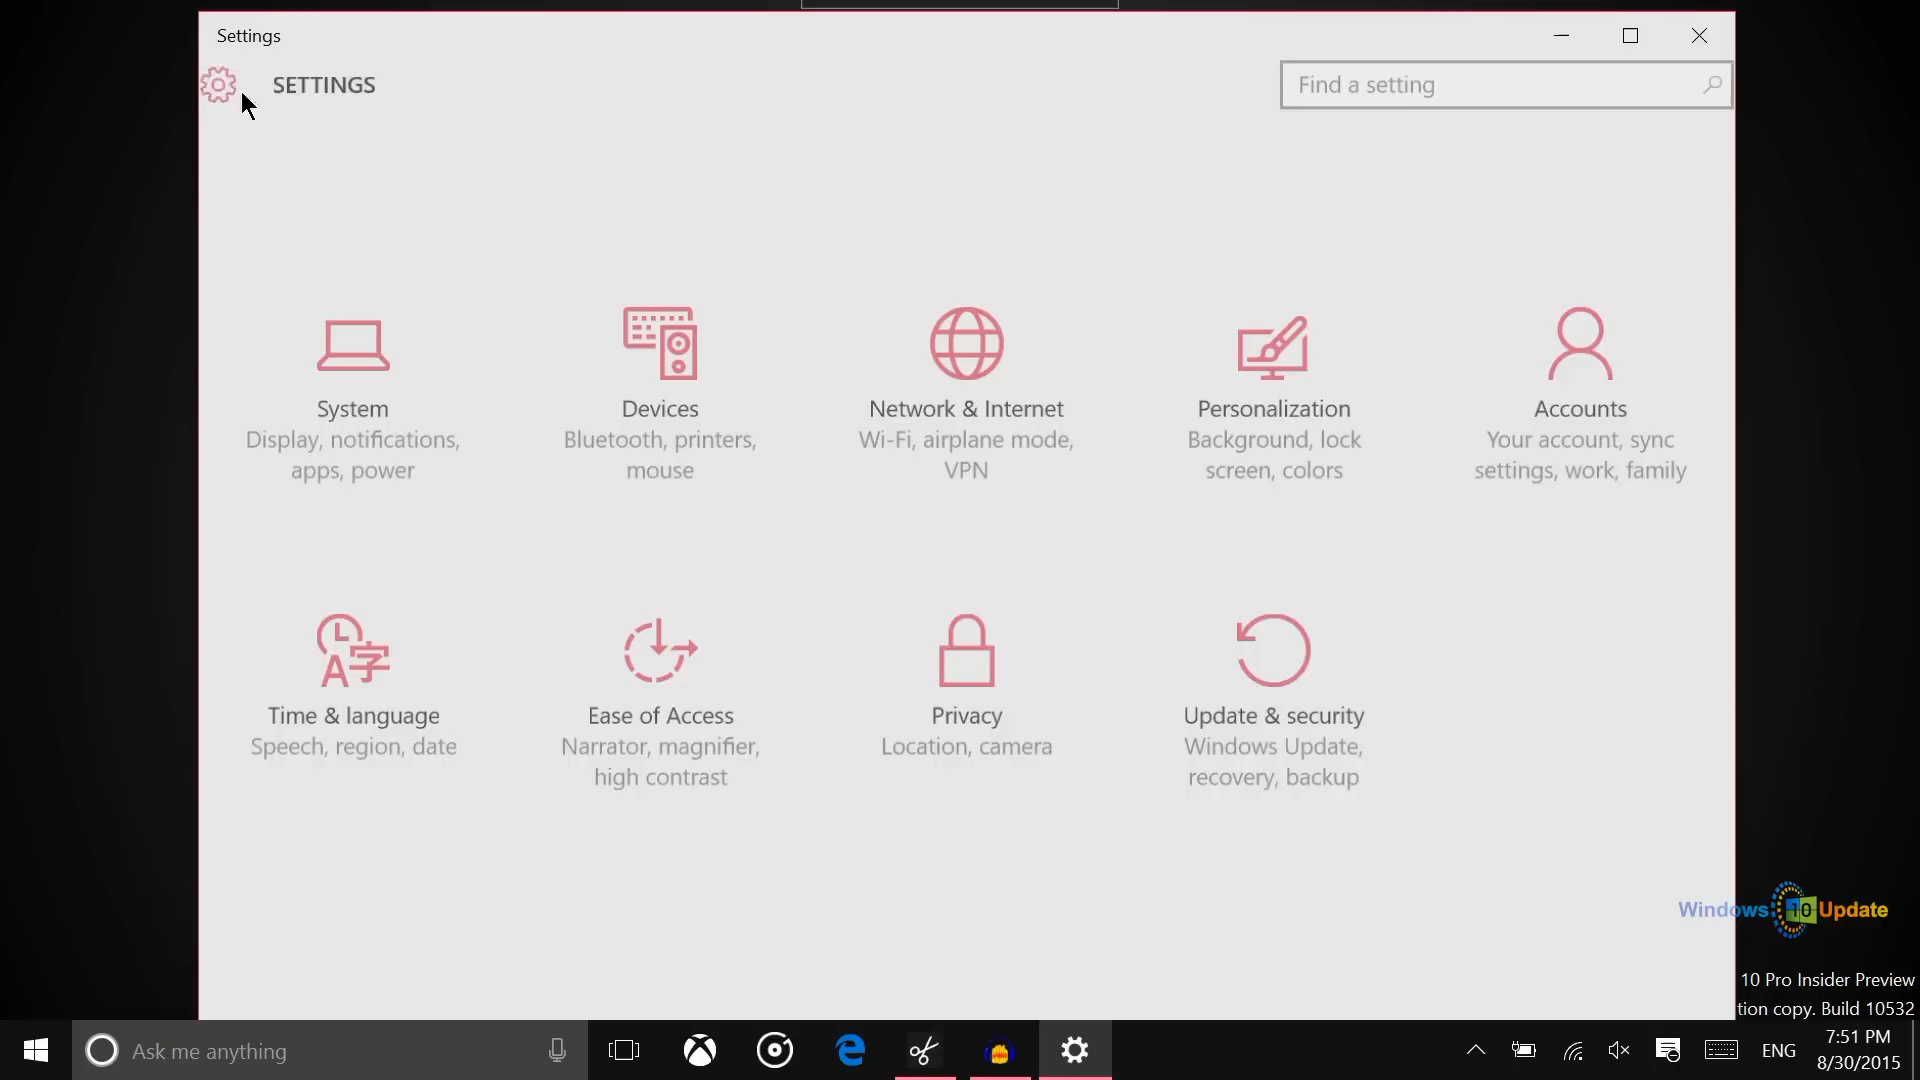 Settings
SETTINGS
Find a setting
System
Display, notifications,
apps, power
Devices
Bluetooth, printers,
mouse
Network & Internet
Wi-Fi, airplane mode,
VPN
Personalization
Background, lock
screen, colors
Accounts
Your account, sync
settings, work, family
Time & language
Speech, region, date
Ease of Access
Narrator, magnifier,
high contrast
Privacy
Location, camera
Update & security
Windows Update,
recovery, backup
Windows 10 Update
10 Pro Insider Preview
tion copy. Build 10532
Ask me anything
ENG
7:51 PM
8/30/2015